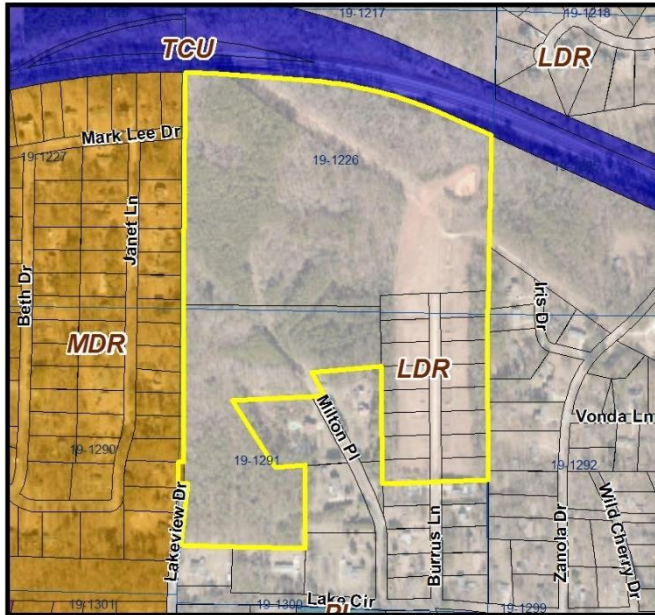 19-1217
19-1218
TCU
LDR
Mark Lee Dr
19-1227
19-1226
Janet Ln
Beth Dr
Iris Dr
MDR
LDR
Milton Pl
Vonda Ln
19-1290
19-1291
19-1292
Lakeview Dr
Burrus Ln
Zanola Dr
Wild Cherry Dr
Lake Cir
19-1301
19-1300
19-1299